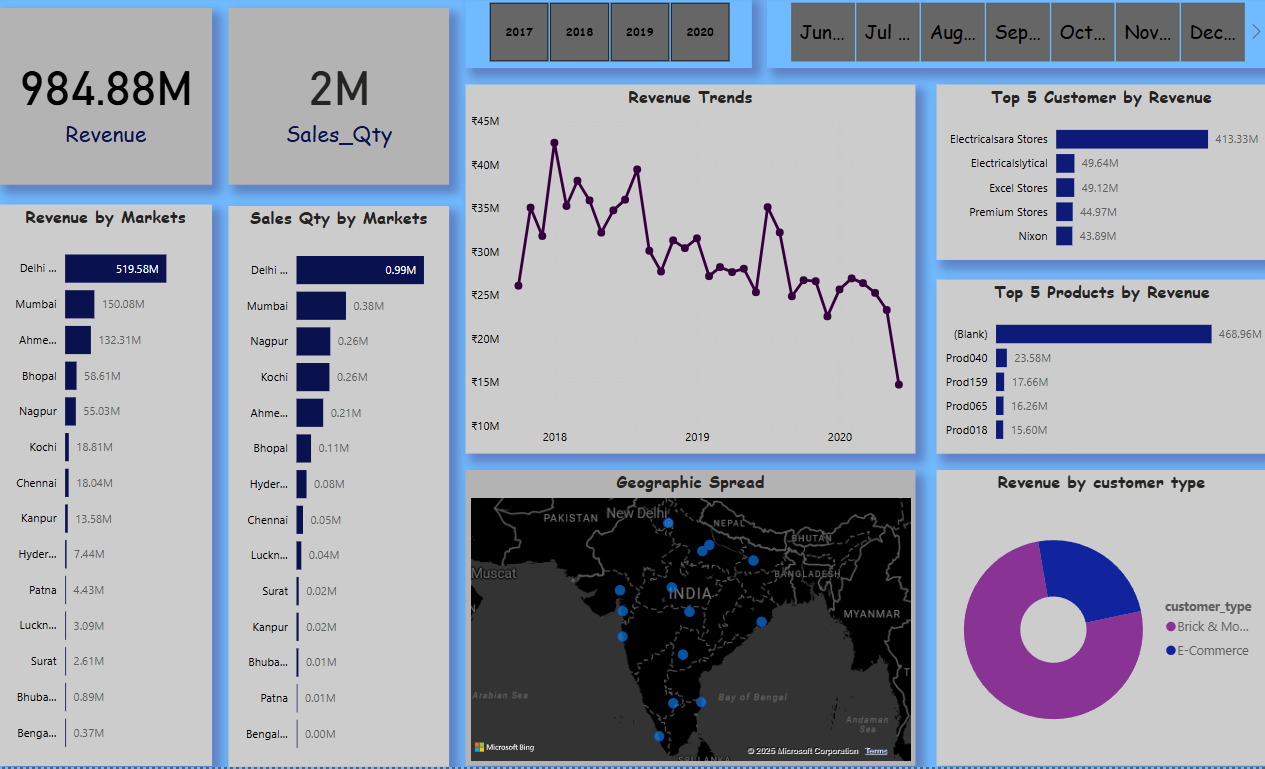 2017 2018 2019 2020
Jun... Jul ... Aug... Sep... Oct... Nov... Dec...
984.88M
Revenue
2M
Sales_Qty
Revenue by Markets
Delhi ... 519.58M
Mumbai 150.08M
Ahme... 132.31M
Bhopal 58.61M
Nagpur 55.03M
Kochi 18.81M
Chennai 18.04M
Kanpur 13.58M
Hyder... 7.44M
Patna 4.43M
Luckn... 3.09M
Surat 2.61M
Bhuba... 0.89M
Benga... 0.37M
Sales Qty by Markets
Delhi ... 0.99M
Mumbai 0.38M
Nagpur 0.26M
Kochi 0.26M
Ahme... 0.21M
Bhopal 0.11M
Hyder... 0.08M
Chennai 0.05M
Luckn... 0.04M
Surat 0.02M
Kanpur 0.02M
Bhuba... 0.01M
Patna 0.01M
Bengal... 0.00M
Revenue Trends
₹45M
₹40M
₹35M
₹30M
₹25M
₹20M
₹15M
₹10M
2018 2019 2020
Geographic Spread
PAKISTAN
New Delhi
NEPAL
BHUTAN
BANGLADESH
Muscat
INDIA
MYANMAR
Arabian Sea
Bay of Bengal
Andaman
Sea
SRI LANKA
Microsoft Bing
© 2025 Microsoft Corporation Terms
Top 5 Customer by Revenue
Electricalsara Stores 413.33M
Electricalslytical 49.64M
Excel Stores 49.12M
Premium Stores 44.97M
Nixon 43.89M
Top 5 Products by Revenue
(Blank) 468.96M
Prod040 23.58M
Prod159 17.66M
Prod065 16.26M
Prod018 15.60M
Revenue by customer type
customer_type
Brick & Mo...
E-Commerce